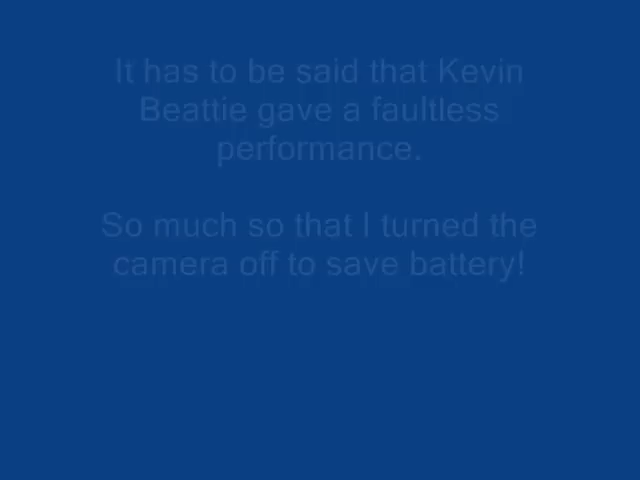 It has to be said that Kevin
Beattie gave a faultless
performance.
So much so that I turned the
camera off to save battery!